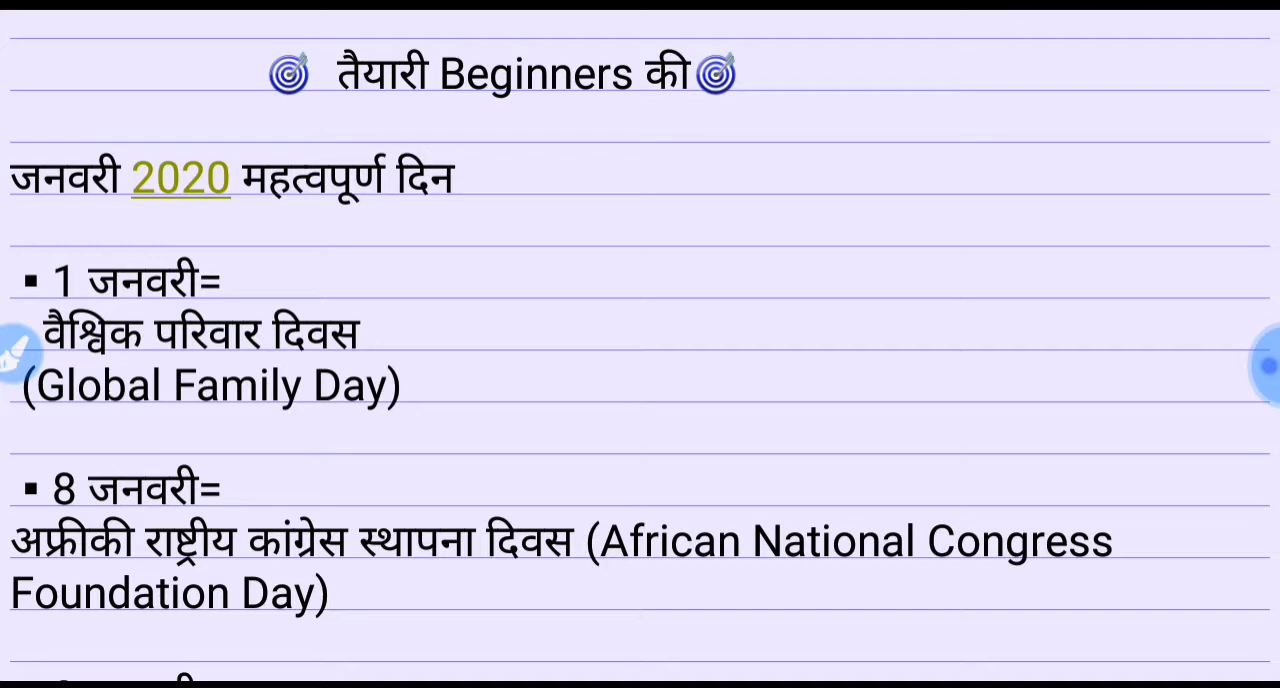 🎯 तैयारी Beginners की🎯
जनवरी 2020 महत्वपूर्ण दिन
▪ 1 जनवरी=
वैश्विक परिवार दिवस
(Global Family Day)
▪ 8 जनवरी=
अफ्रीकी राष्ट्रीय कांग्रेस स्थापना दिवस (African National Congress
Foundation Day)